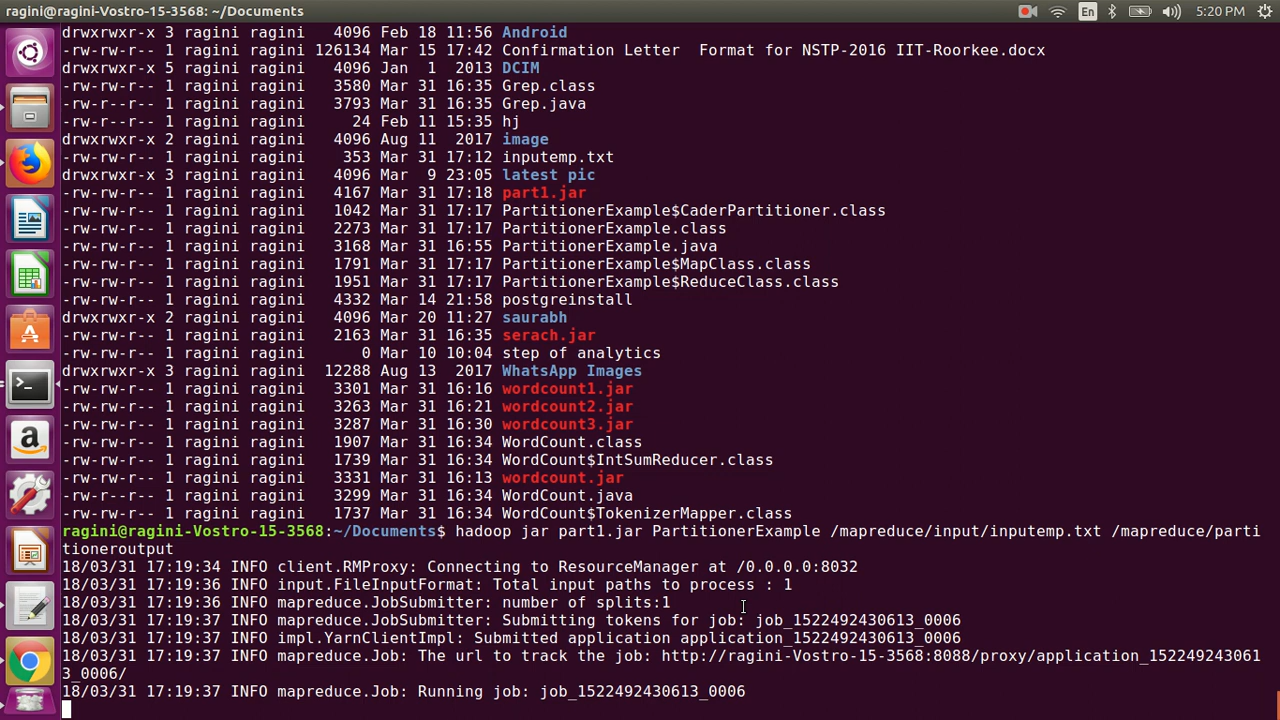 ragini@ragini-Vostro-15-3568: ~/Documents
En
5:20 PM
drwxrwxr-x 3 ragini ragini   4096 Feb 18 11:56 Android
-rw-rw-r-- 1 ragini ragini 126134 Mar 15 17:42 Confirmation Letter  Format for NSTP-2016 IIT-Roorkee.docx
drwxrwxr-x 5 ragini ragini   4096 Jan  1  2013 DCIM
-rw-rw-r-- 1 ragini ragini   3580 Mar 31 16:35 Grep.class
-rw-r--r-- 1 ragini ragini   3793 Mar 31 16:35 Grep.java
-rw-r--r-- 1 ragini ragini     24 Feb 11 15:35 hj
drwxrwxr-x 2 ragini ragini   4096 Aug 11  2017 image
-rw-rw-r-- 1 ragini ragini    353 Mar 31 17:12 inputemp.txt
drwxrwxr-x 3 ragini ragini   4096 Mar  9 23:05 latest pic
-rw-rw-r-- 1 ragini ragini   4167 Mar 31 17:18 part1.jar
-rw-rw-r-- 1 ragini ragini   1042 Mar 31 17:17 PartitionerExample$CaderPartitioner.class
-rw-rw-r-- 1 ragini ragini   2273 Mar 31 17:17 PartitionerExample.class
-rw-rw-r-- 1 ragini ragini   3168 Mar 31 16:55 PartitionerExample.java
-rw-rw-r-- 1 ragini ragini   1791 Mar 31 17:17 PartitionerExample$MapClass.class
-rw-rw-r-- 1 ragini ragini   1951 Mar 31 17:17 PartitionerExample$ReduceClass.class
-rw-rw-r-- 1 ragini ragini   4332 Mar 14 21:58 postgreinstall
drwxrwxr-x 2 ragini ragini   4096 Mar 20 11:27 saurabh
-rw-rw-r-- 1 ragini ragini   2163 Mar 31 16:35 serach.jar
-rw-rw-r-- 1 ragini ragini      0 Mar 10 10:04 step of analytics
drwxrwxr-x 3 ragini ragini  12288 Aug 13  2017 WhatsApp Images
-rw-rw-r-- 1 ragini ragini   3301 Mar 31 16:16 wordcount1.jar
-rw-rw-r-- 1 ragini ragini   3263 Mar 31 16:21 wordcount2.jar
-rw-rw-r-- 1 ragini ragini   3287 Mar 31 16:30 wordcount3.jar
-rw-rw-r-- 1 ragini ragini   1907 Mar 31 16:34 WordCount.class
-rw-rw-r-- 1 ragini ragini   1739 Mar 31 16:34 WordCount$IntSumReducer.class
-rw-rw-r-- 1 ragini ragini   3331 Mar 31 16:13 wordcount.jar
-rw-rw-r-- 1 ragini ragini   3299 Mar 31 16:34 WordCount.java
-rw-rw-r-- 1 ragini ragini   1737 Mar 31 16:34 WordCount$TokenizerMapper.class
ragini@ragini-Vostro-15-3568:~/Documents$ hadoop jar part1.jar PartitionerExample /mapreduce/input/inputemp.txt /mapreduce/parti
tioneroutput
18/03/31 17:19:34 INFO client.RMProxy: Connecting to ResourceManager at /0.0.0.0:8032
18/03/31 17:19:36 INFO input.FileInputFormat: Total input paths to process : 1
18/03/31 17:19:36 INFO mapreduce.JobSubmitter: number of splits:1
18/03/31 17:19:37 INFO mapreduce.JobSubmitter: Submitting tokens for job: job_1522492430613_0006
18/03/31 17:19:37 INFO impl.YarnClientImpl: Submitted application application_1522492430613_0006
18/03/31 17:19:37 INFO mapreduce.Job: The url to track the job: http://ragini-Vostro-15-3568:8088/proxy/application_152249243061
3_0006/
18/03/31 17:19:37 INFO mapreduce.Job: Running job: job_1522492430613_0006